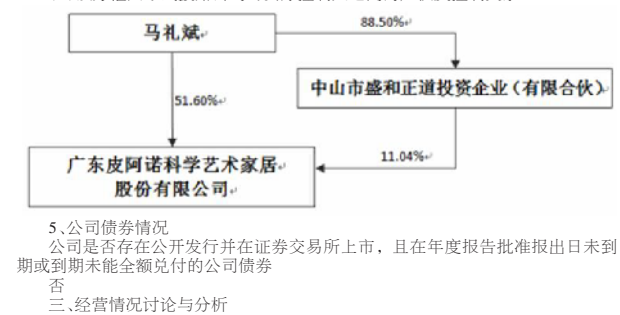 马礼斌
88.50%
中山市盛和正道投资企业（有限合伙）
51.60%
广东皮阿诺科学艺术家居
股份有限公司
11.04%
5、公司债券情况
公司是否存在公开发行并在证券交易所上市，且在年度报告批准报出日未到
期或到期未能全额兑付的公司债券
否
三、经营情况讨论与分析